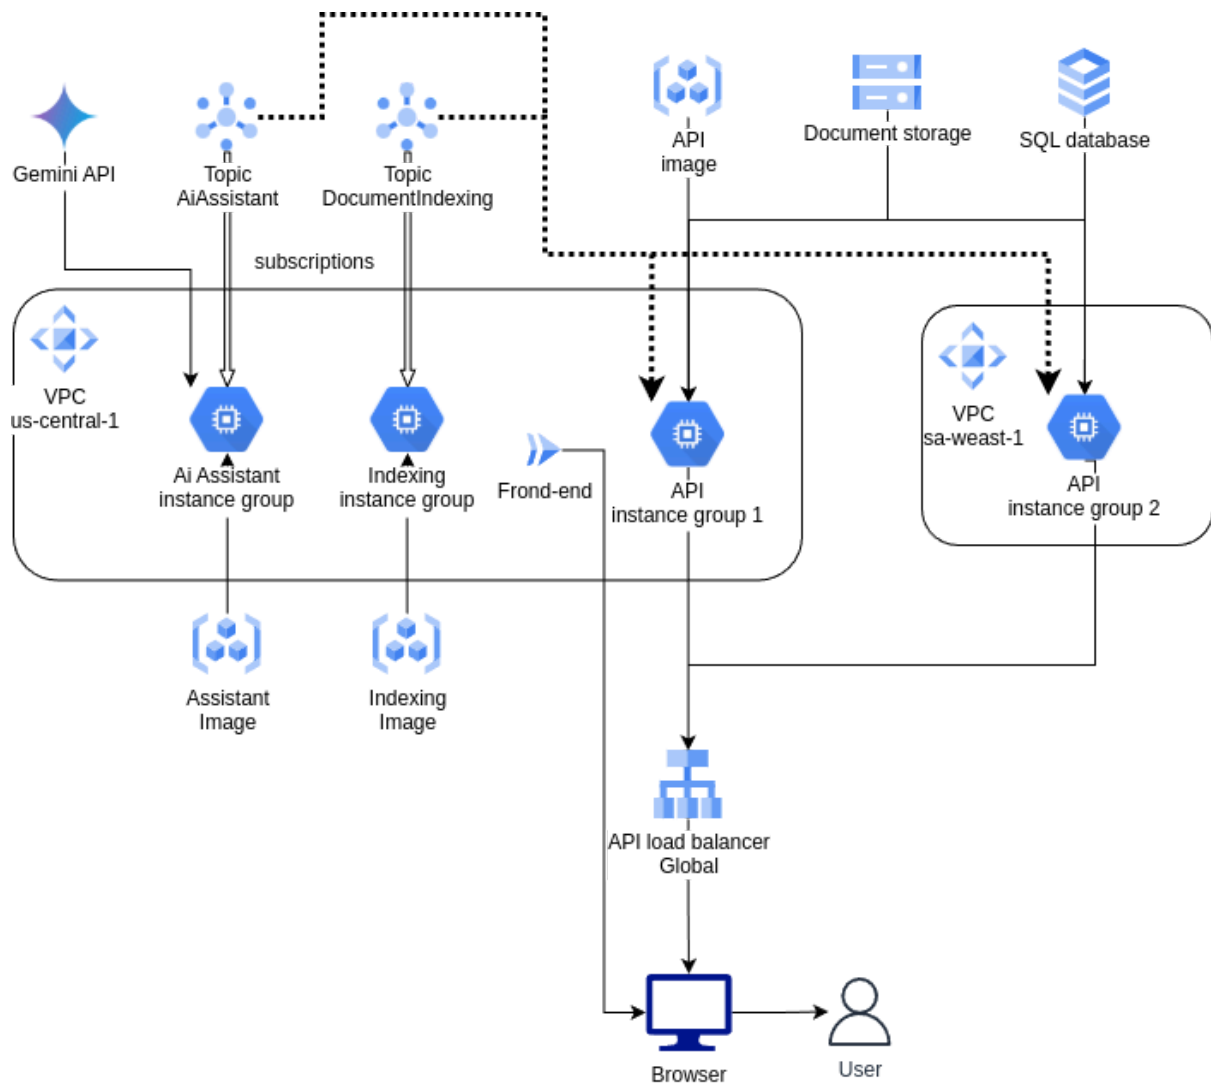 Gemini API
Topic
AiAssistant
Topic
DocumentIndexing
API
image
Document storage
SQL database
subscriptions
VPC
us-central-1
Ai Assistant
instance group
Indexing
instance group
Frond-end
API
instance group 1
VPC
sa-weast-1
API
instance group 2
Assistant
Image
Indexing
Image
API load balancer
Global
Browser
User